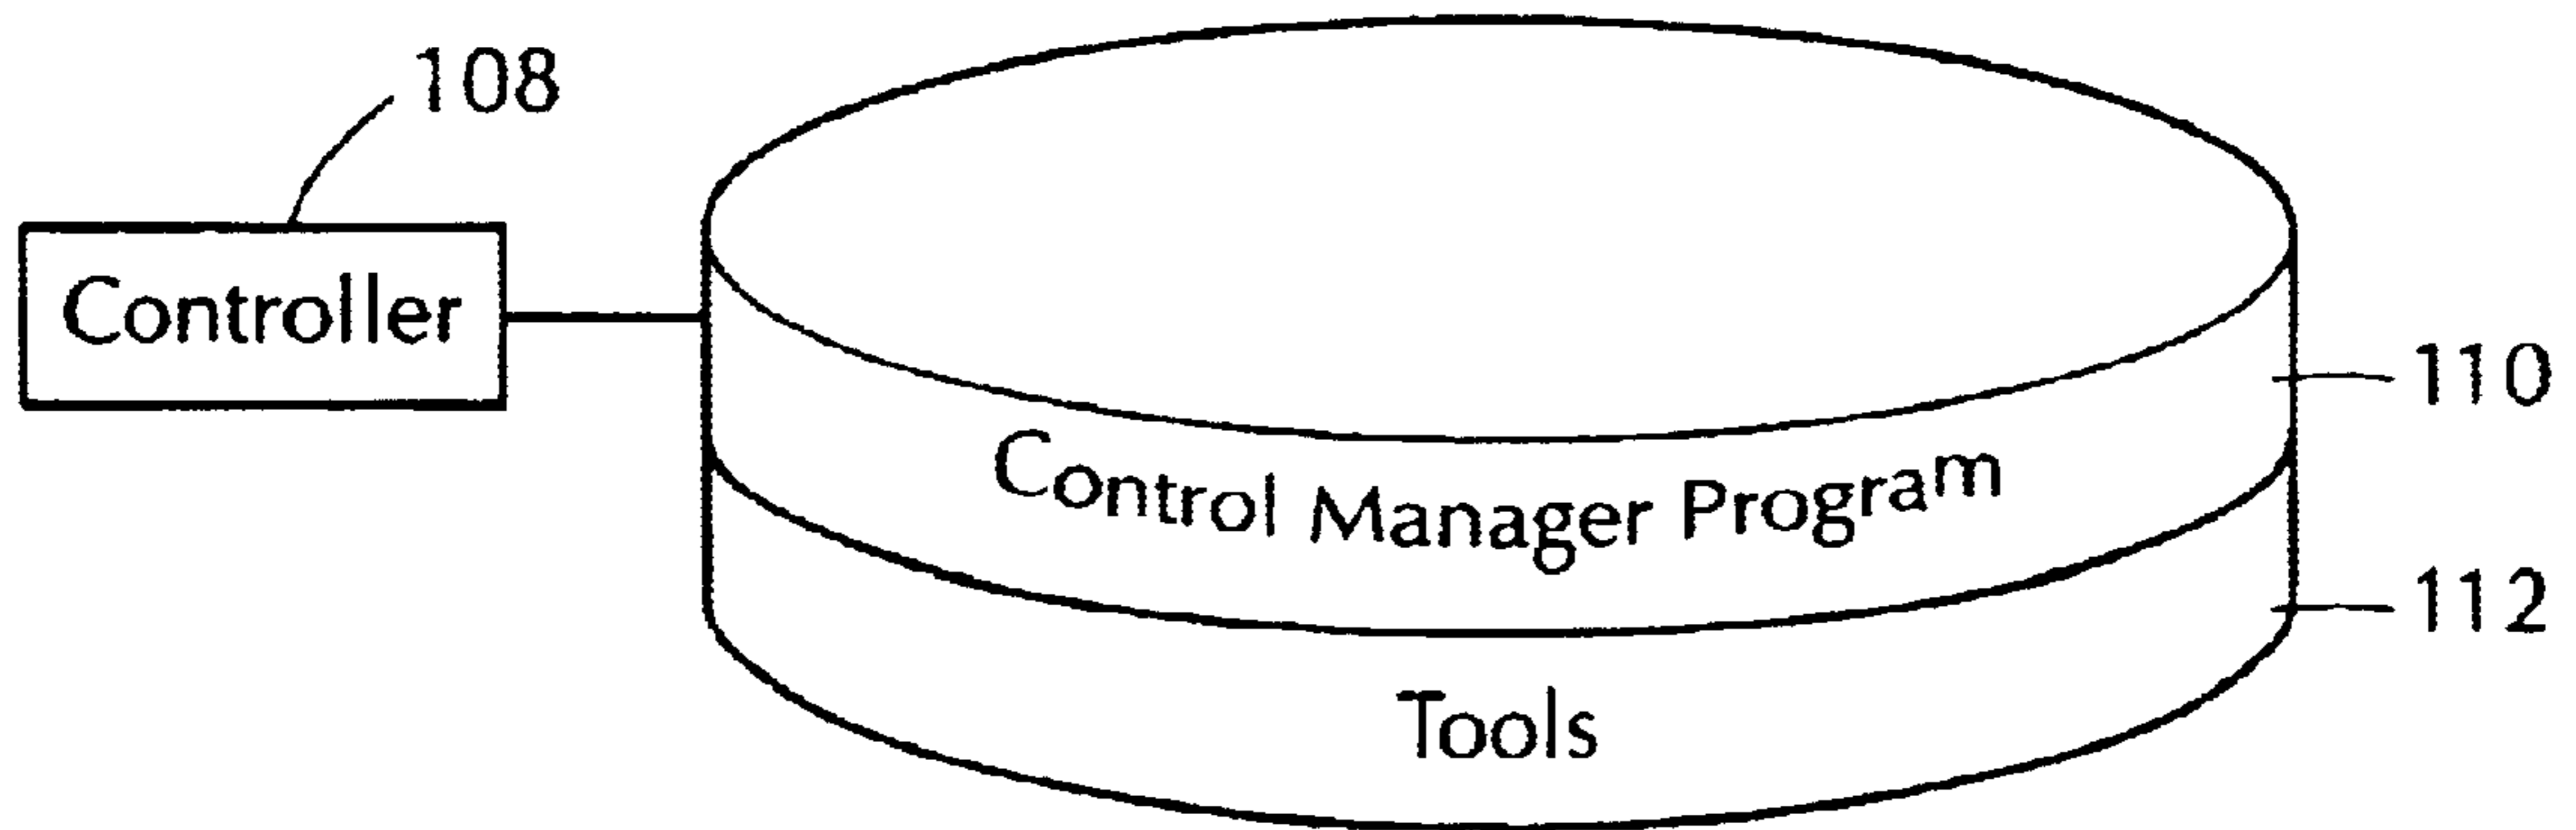 108
Controller
110
Control Manager Program
112
Tools